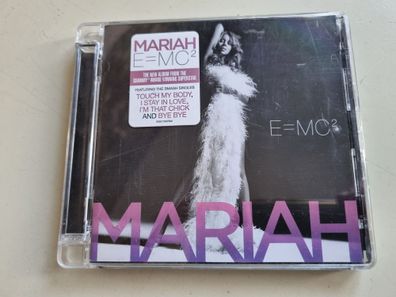 MARIAH
E=MC²
THE NEW ALBUM FROM THE
GRAMMY® AWARD WINNING SUPERSTAR
FEATURING THE SMASH SINGLES
TOUCH MY BODY,
I STAY IN LOVE,
I'M THAT CHICK
AND BYE BYE
E=MC²
MARIAH